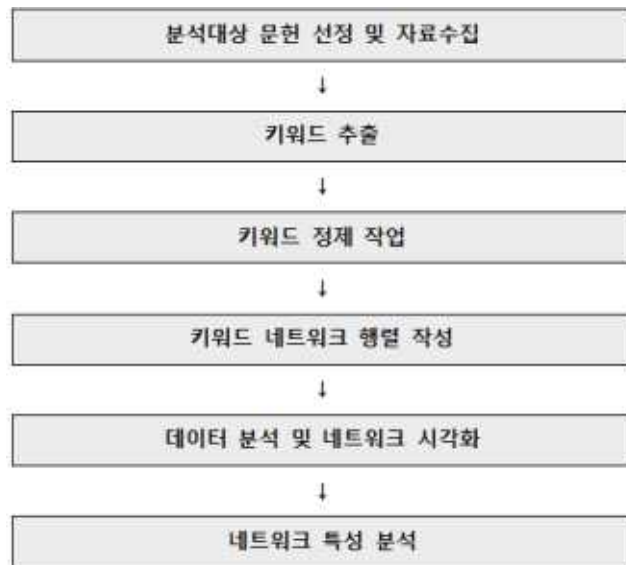 분석대상 문헌 선정 및 자료수집
↓
키워드 추출
↓
키워드 정제 작업
↓
키워드 네트워크 행렬 작성
↓
데이터 분석 및 네트워크 시각화
↓
네트워크 특성 분석